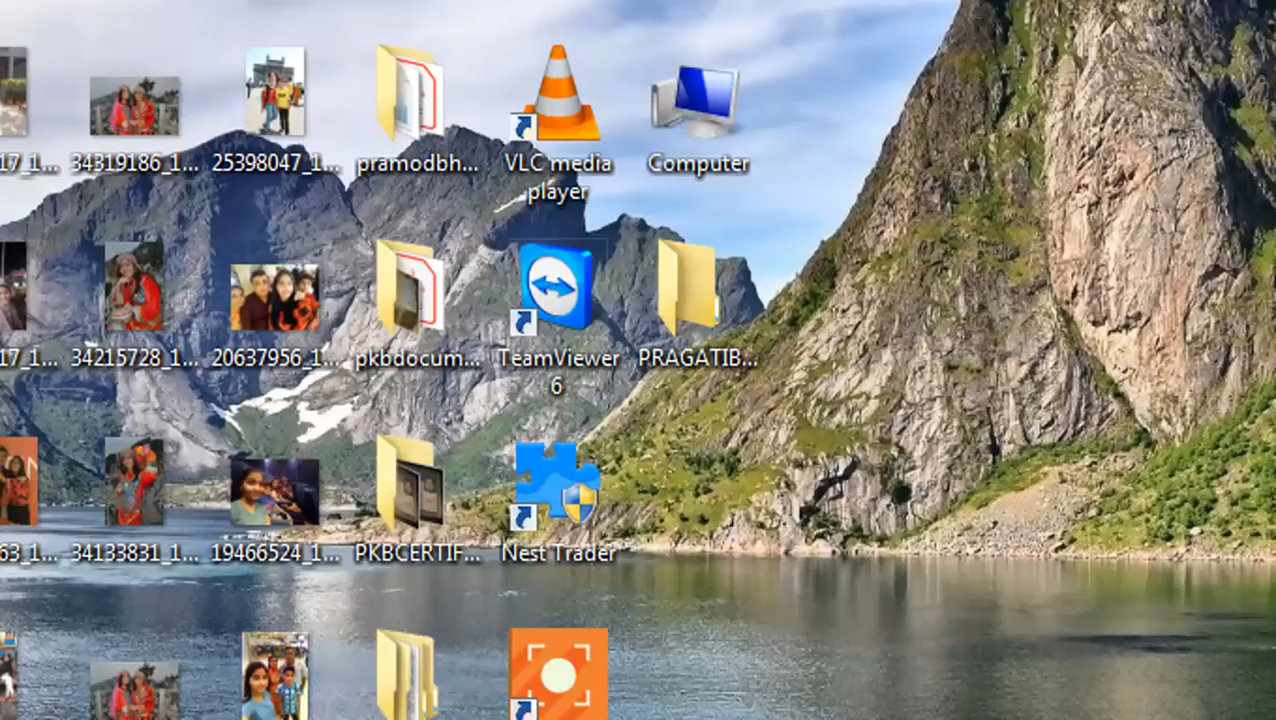 17_1...
34319186_1...
25398047_1...
pramodbh...
VLC media
player
Computer
17_1...
34215728_1...
20637956_1...
pkbdocum...
TeamViewer
6
PRAGATIB...
63_1...
34133831_1...
19466524_1...
PKBCERTIF...
Nest Trader